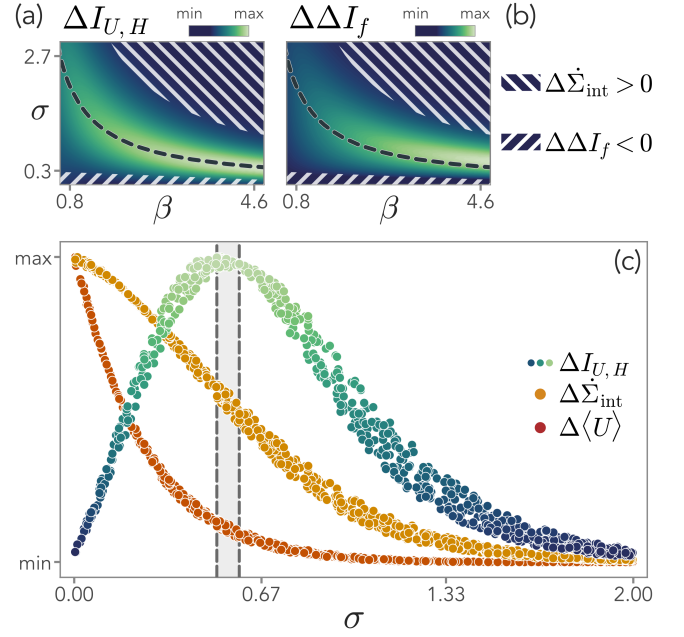 (a) ΔI_{U, H} min max ΔΔI_f min max (b)
2.7
σ
0.3
0.8 β 4.6 0.8 β 4.6
ΔΣ̇_int > 0
ΔΔI_f < 0
(c)
max
ΔI_{U, H}
ΔΣ̇_int
Δ⟨U⟩
min
0.00 0.67 1.33 2.00
σ